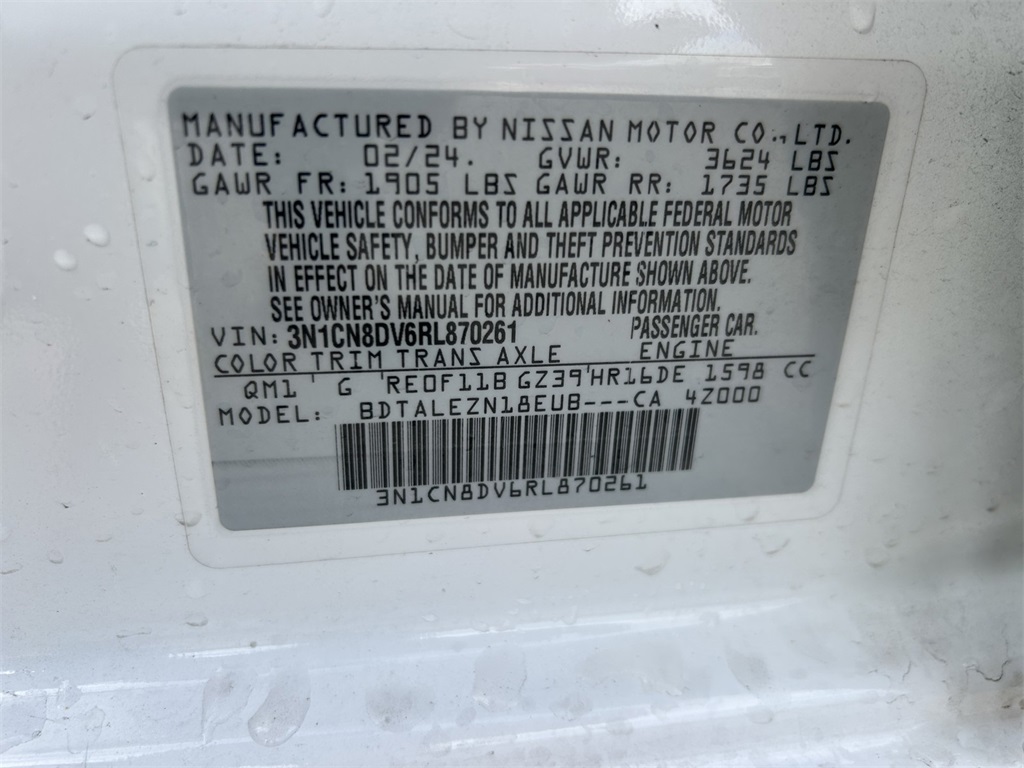 MANUFACTURED BY NISSAN MOTOR CO., LTD.
DATE: 02/24. GVWR: 3624 LBS
GAWR FR: 1905 LBS GAWR RR: 1735 LBS
THIS VEHICLE CONFORMS TO ALL APPLICABLE FEDERAL MOTOR
VEHICLE SAFETY, BUMPER AND THEFT PREVENTION STANDARDS
IN EFFECT ON THE DATE OF MANUFACTURE SHOWN ABOVE.
SEE OWNER'S MANUAL FOR ADDITIONAL INFORMATION.
VIN: 3N1CN8DV6RL870261 PASSENGER CAR.
COLOR TRIM TRANS AXLE ENGINE
QM1 ' G 'RE0F11B GZ39'HR16DE 1598 CC
MODEL: BDTALEZN18EUB---CA 4Z000
3N1CN8DV6RL870261